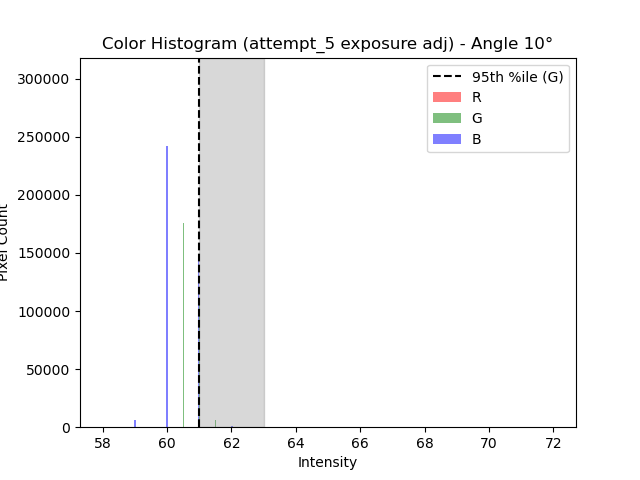 Color Histogram (attempt_5 exposure adj) - Angle 10°
300000
250000
200000
150000
100000
50000
0
Pixel Count
58 60 62 64 66 68 70 72
Intensity
95th %ile (G)
R
G
B